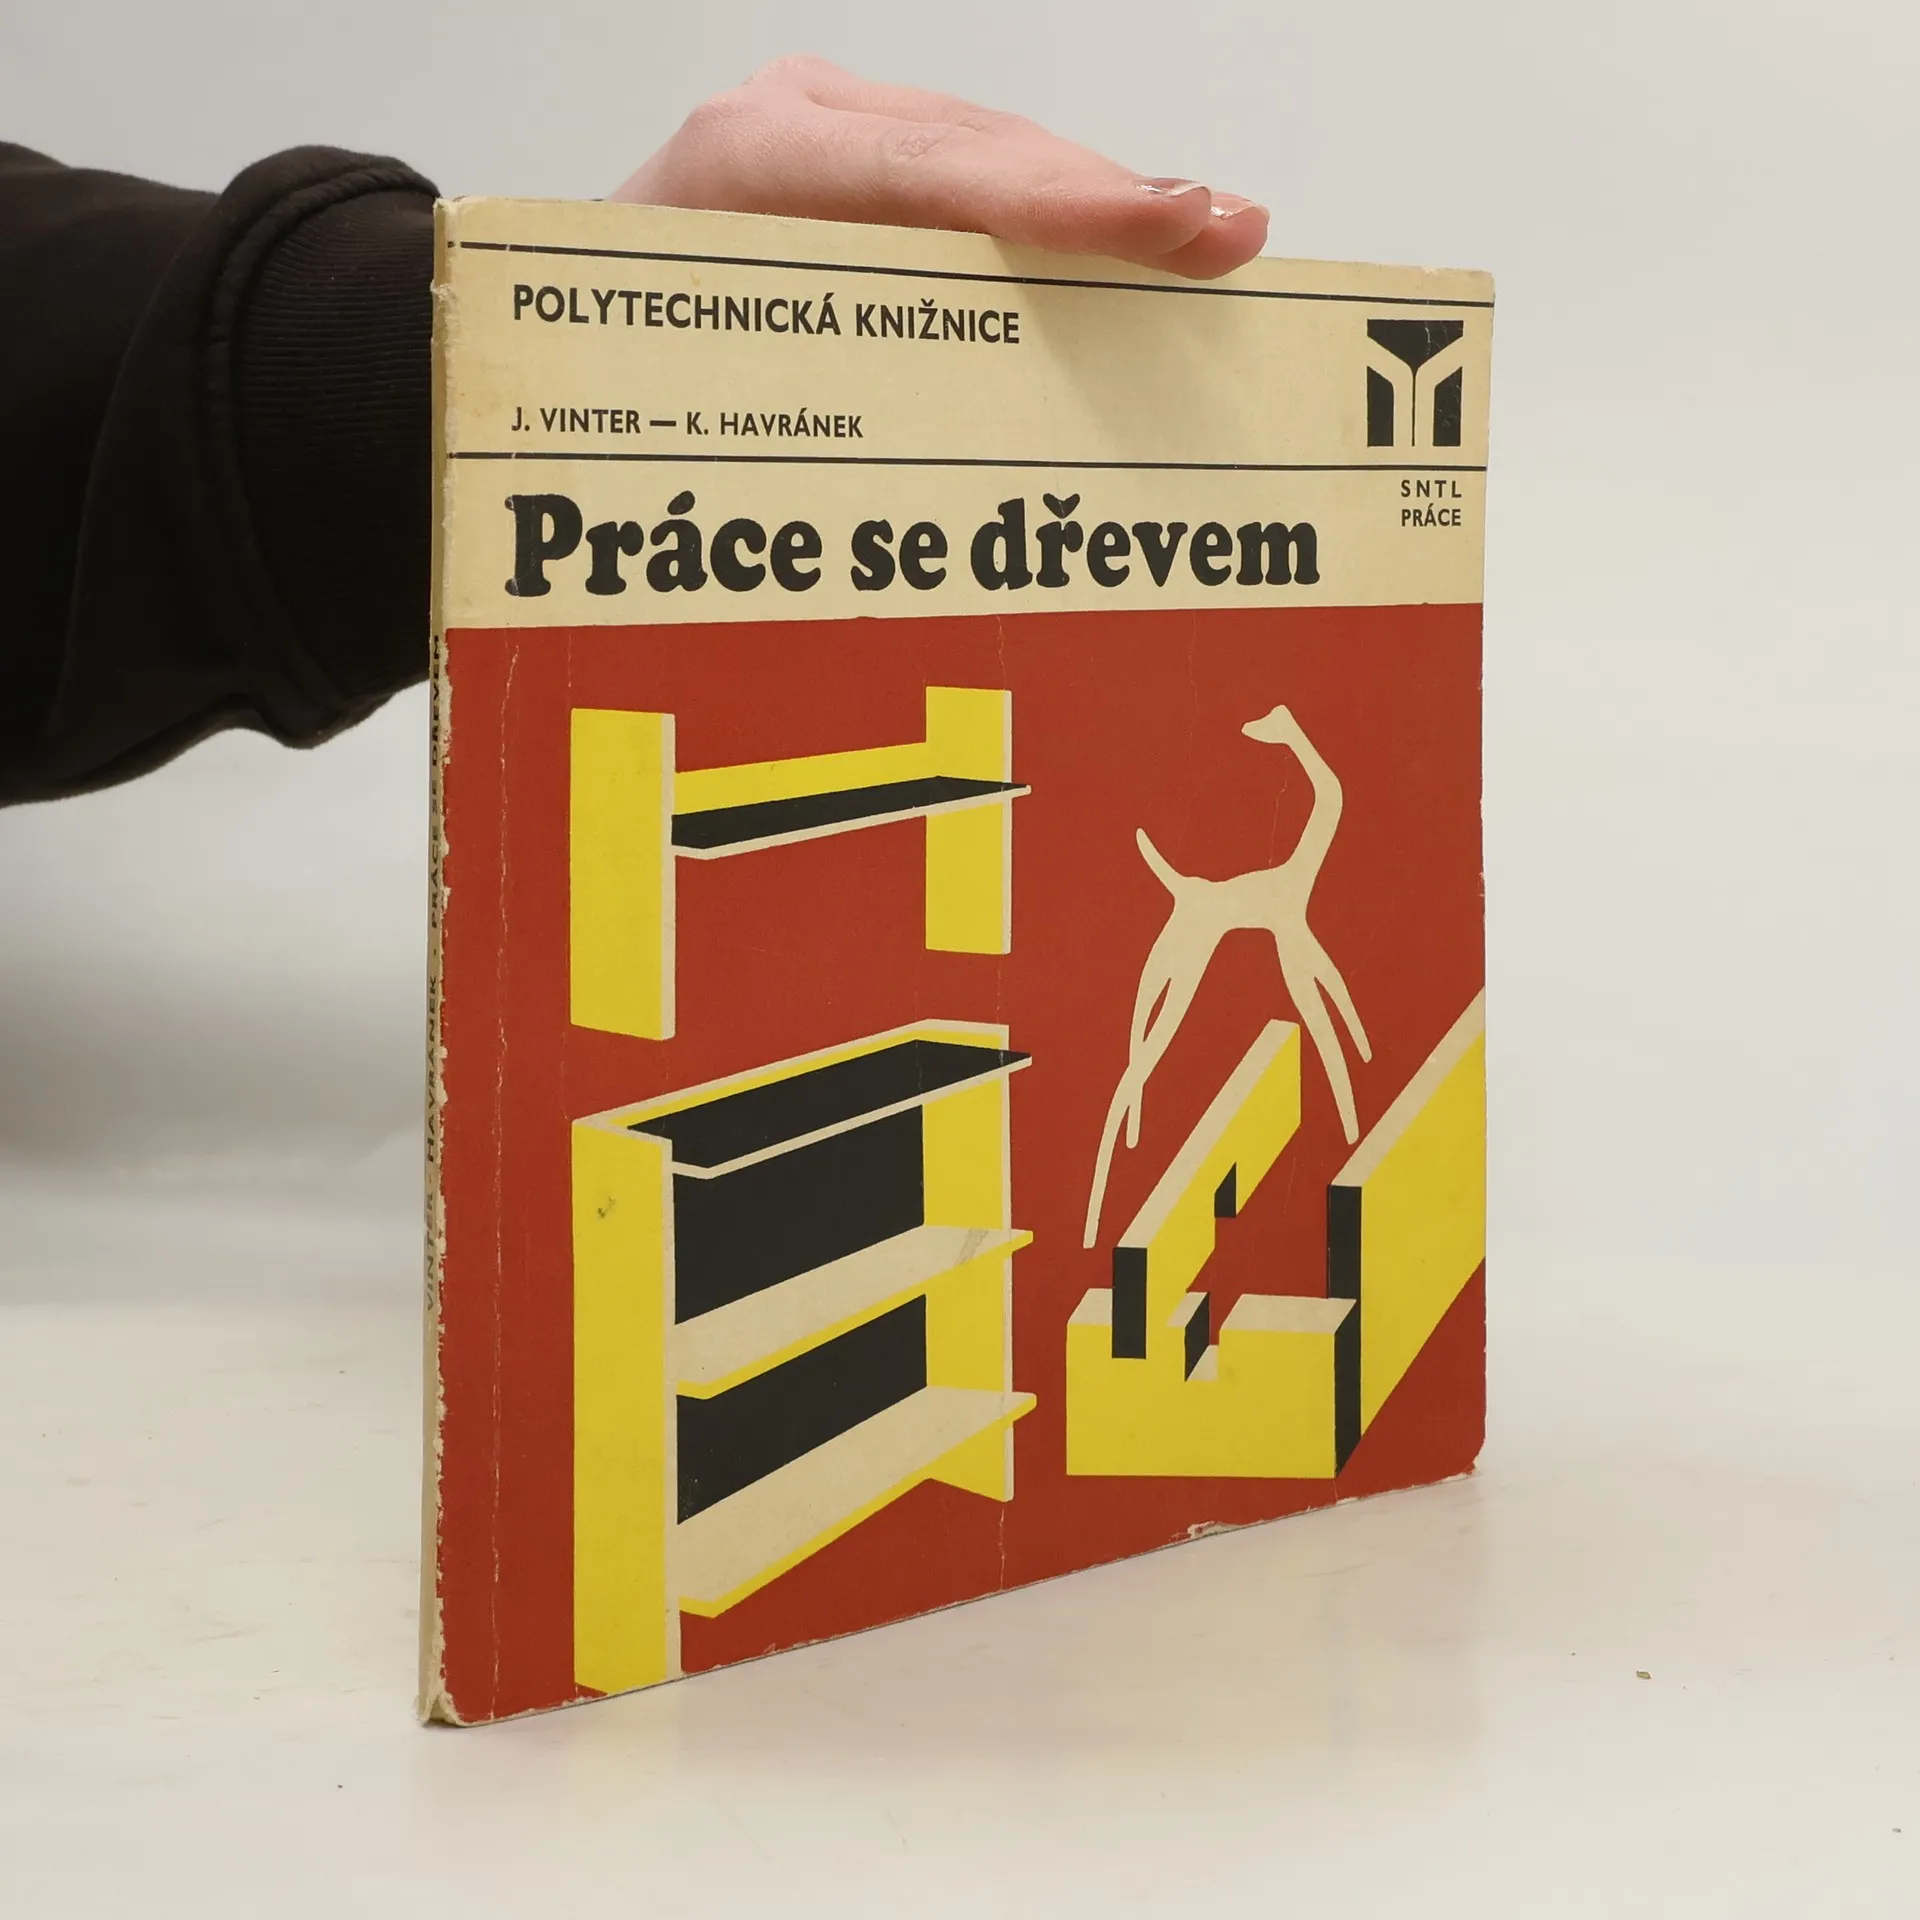 POLYTECHNICKÁ KNIŽNICE
J. VINTER — K. HAVRÁNEK
Práce se dřevem
SNTL
PRÁCE
VINTER - HAVRÁNEK - PRÁCE SE DŘEVEM